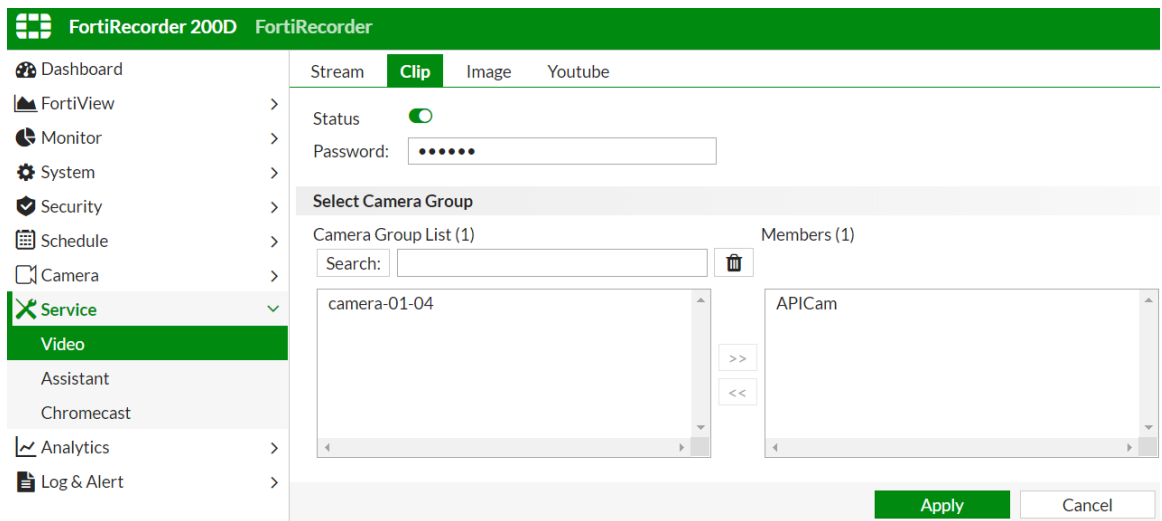 FortiRecorder 200D FortiRecorder
Dashboard
FortiView
Monitor
System
Security
Schedule
Camera
Service
Video
Assistant
Chromecast
Analytics
Log & Alert
Stream Clip Image Youtube
Status
Password: ••••••
Select Camera Group
Camera Group List (1) Members (1)
Search:
camera-01-04 APICam
>>
<<
Apply Cancel